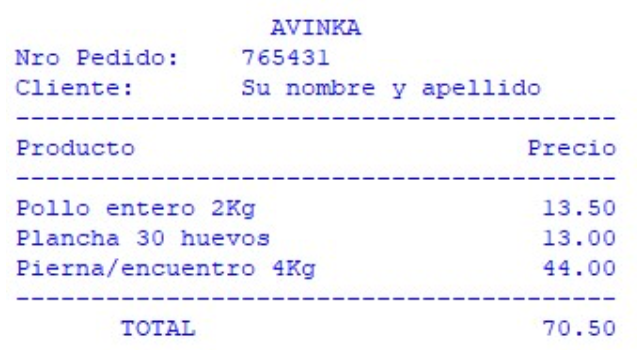 AVINKA
Nro Pedido: 765431
Cliente: Su nombre y apellido
----------------------------------------
Producto Precio
----------------------------------------
Pollo entero 2Kg 13.50
Plancha 30 huevos 13.00
Pierna/encuentro 4Kg 44.00
----------------------------------------
TOTAL 70.50